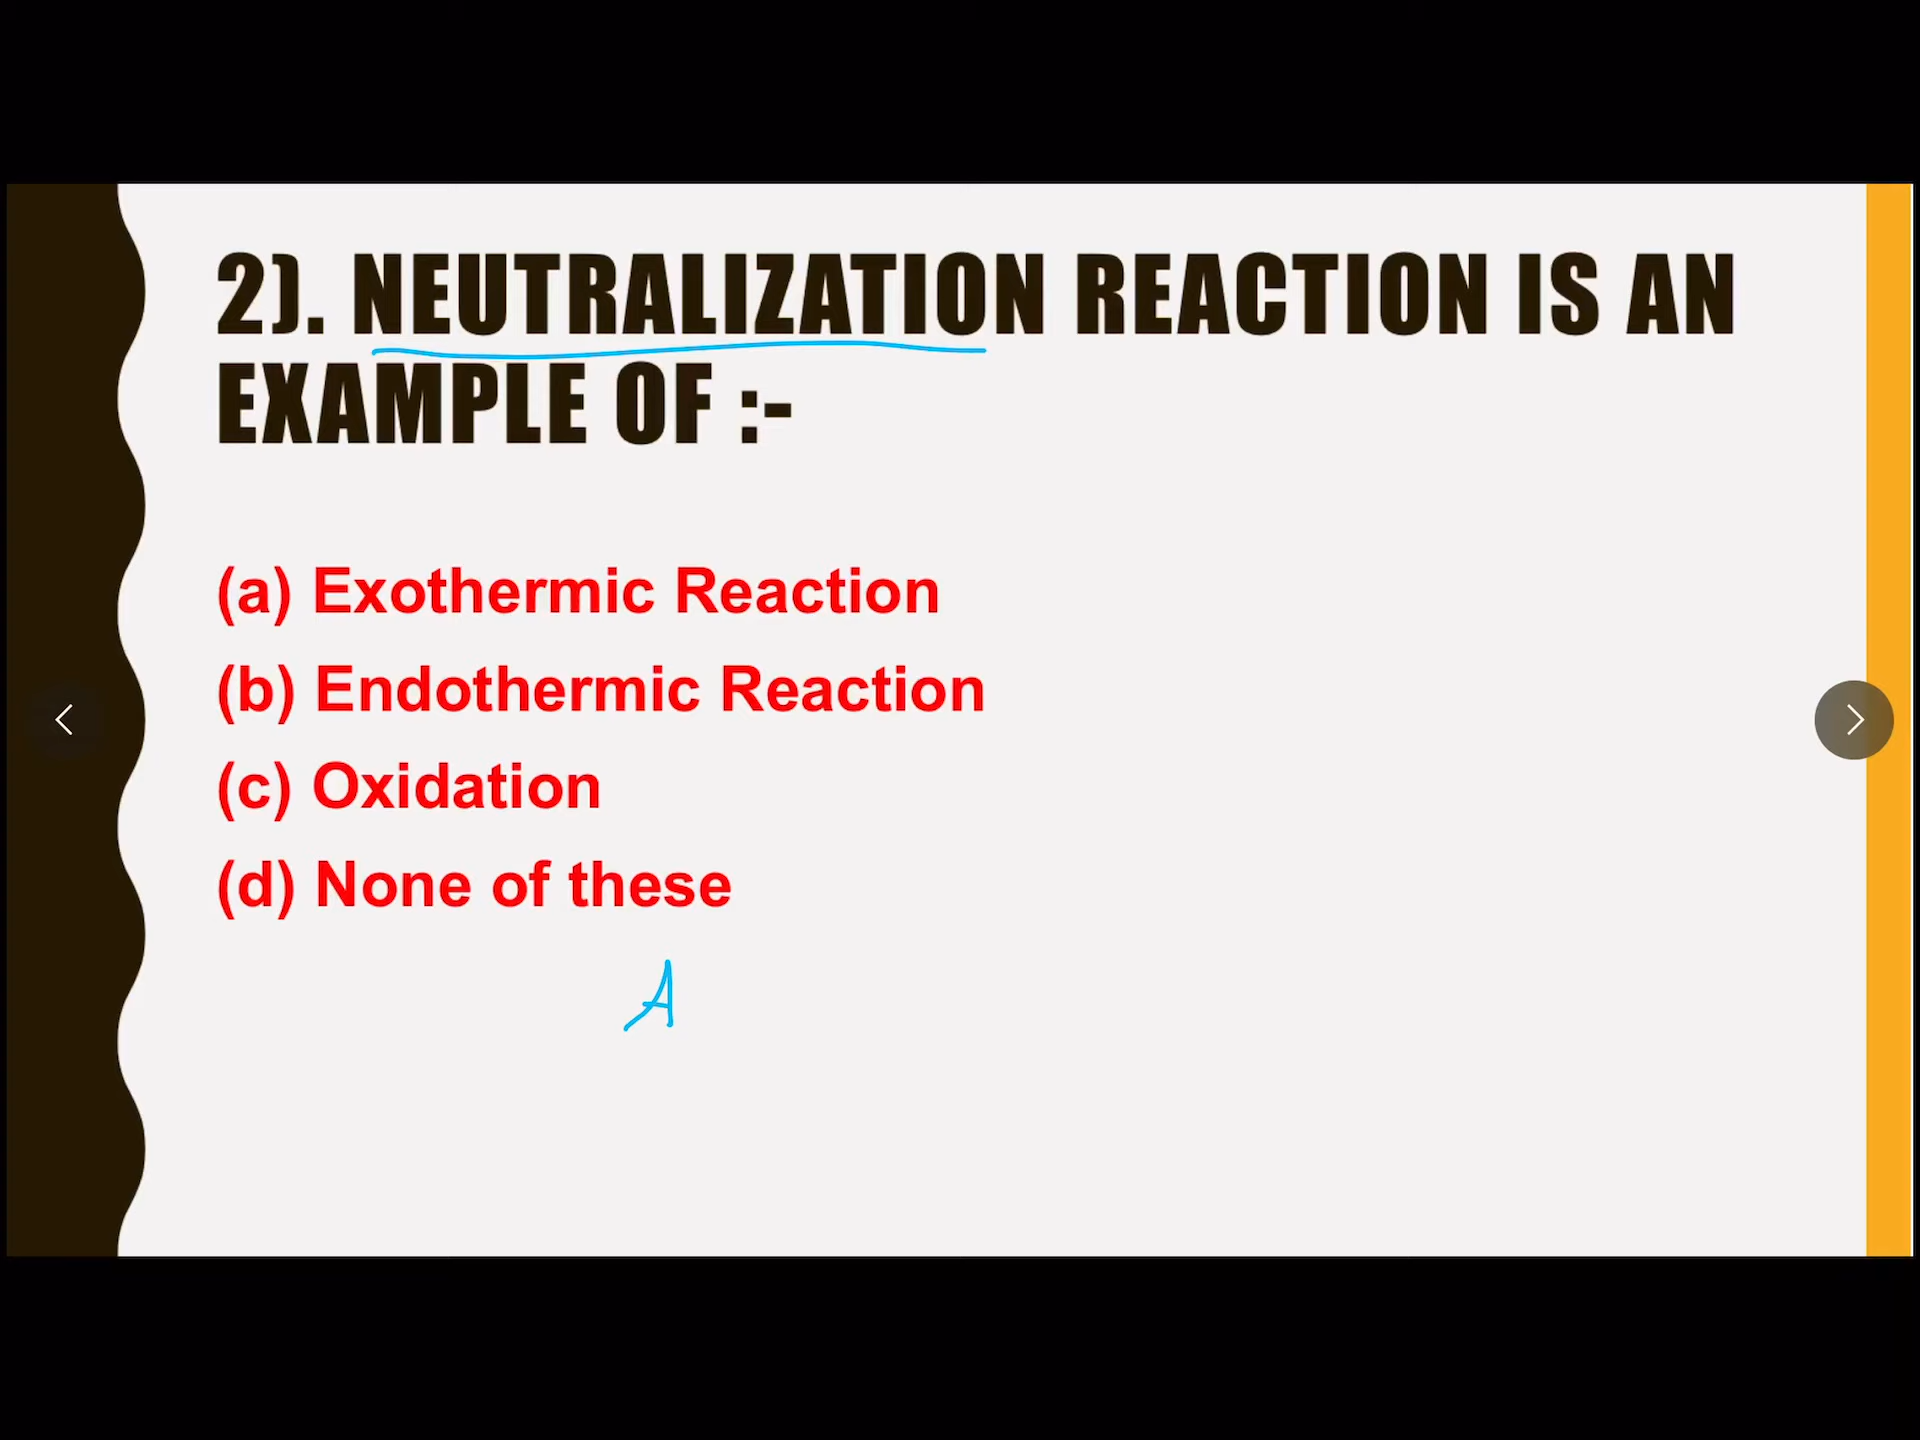 2). NEUTRALIZATION REACTION IS AN
EXAMPLE OF :-
(a) Exothermic Reaction
(b) Endothermic Reaction
(c) Oxidation
(d) None of these
A